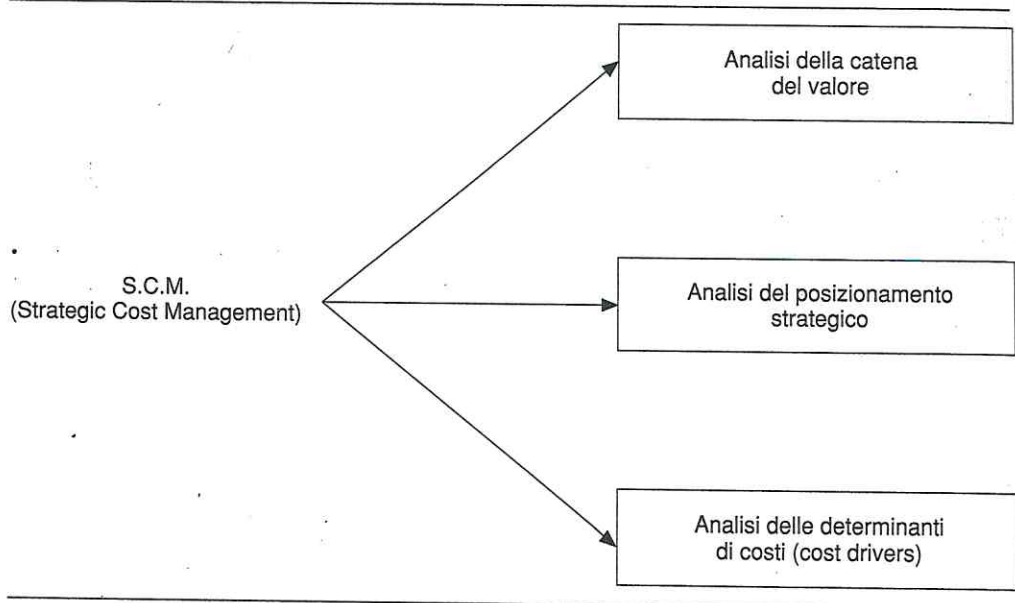 Analisi della catena
del valore
S.C.M.
(Strategic Cost Management)
Analisi del posizionamento
strategico
Analisi delle determinanti
di costi (cost drivers)